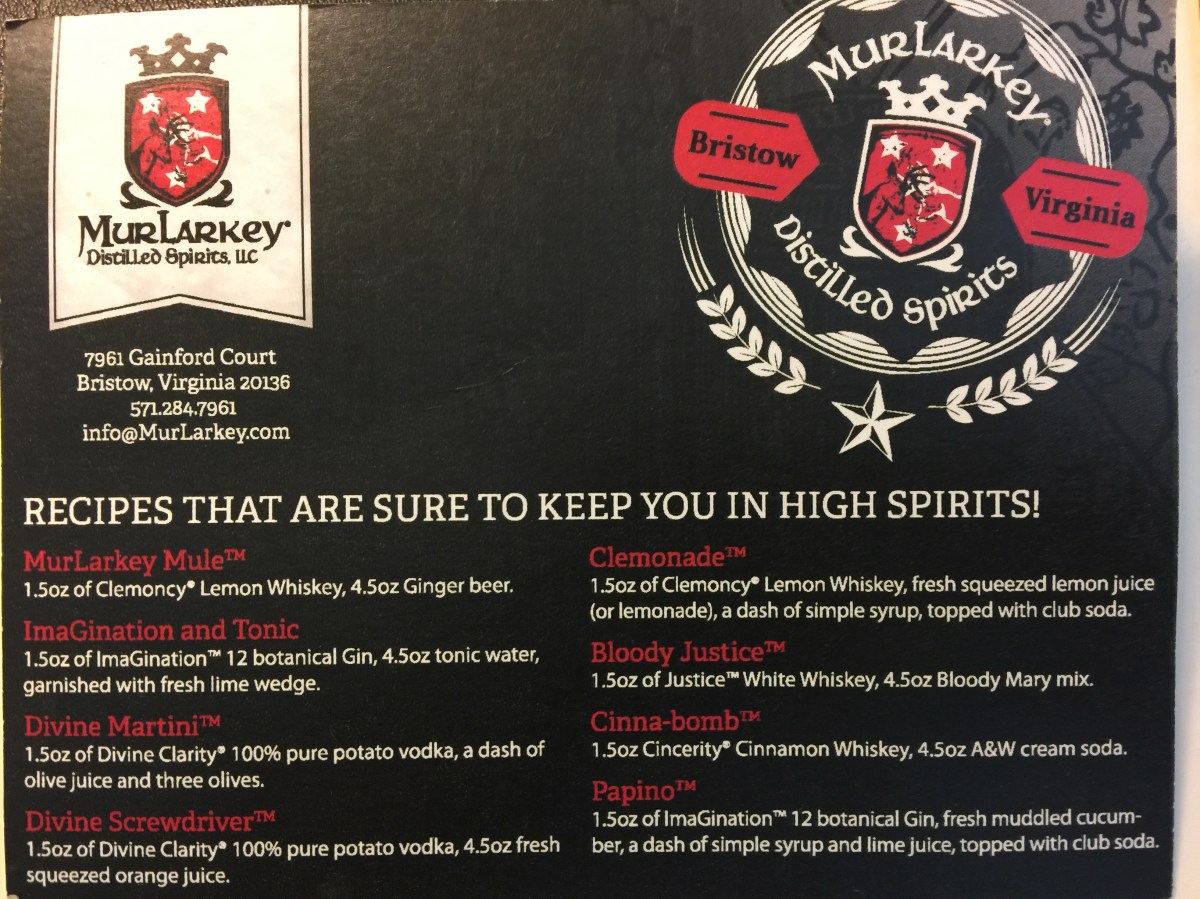 MurLarkey®
Distilled Spirits, LLC
7961 Gainford Court
Bristow, Virginia 20136
571.284.7961
info@MurLarkey.com
MurLarkey®
Bristow
Virginia
Distilled Spirits
RECIPES THAT ARE SURE TO KEEP YOU IN HIGH SPIRITS!
MurLarkey Mule™
1.5oz of Clemoncy® Lemon Whiskey, 4.5oz Ginger beer.
ImaGination and Tonic
1.5oz of ImaGination™ 12 botanical Gin, 4.5oz tonic water,
garnished with fresh lime wedge.
Divine Martini™
1.5oz of Divine Clarity® 100% pure potato vodka, a dash of
olive juice and three olives.
Divine Screwdriver™
1.5oz of Divine Clarity® 100% pure potato vodka, 4.5oz fresh
squeezed orange juice.
Clemonade™
1.5oz of Clemoncy® Lemon Whiskey, fresh squeezed lemon juice
(or lemonade), a dash of simple syrup, topped with club soda.
Bloody Justice™
1.5oz of Justice™ White Whiskey, 4.5oz Bloody Mary mix.
Cinna-bomb™
1.5oz Cincerity® Cinnamon Whiskey, 4.5oz A&W cream soda.
Papino™
1.5oz of ImaGination™ 12 botanical Gin, fresh muddled cucum-
ber, a dash of simple syrup and lime juice, topped with club soda.